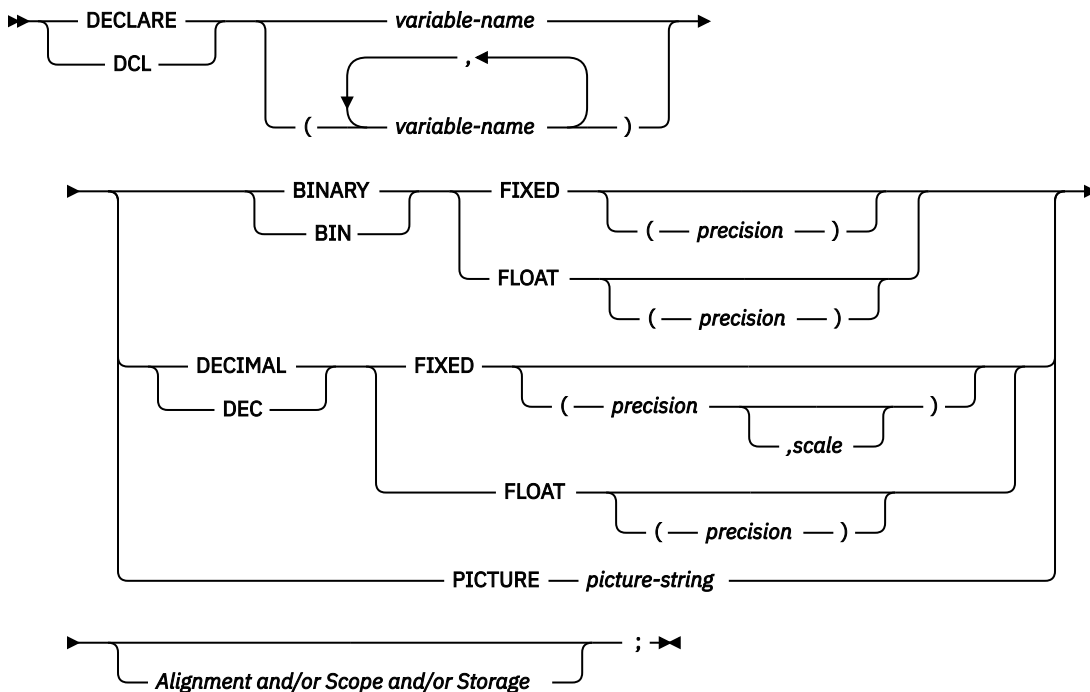 DECLARE variable-name
DCL
,
( variable-name )
BINARY FIXED
BIN ( precision )
FLOAT
( precision )
DECIMAL FIXED
DEC ( precision )
,scale
FLOAT
( precision )
PICTURE picture-string
;
Alignment and/or Scope and/or Storage